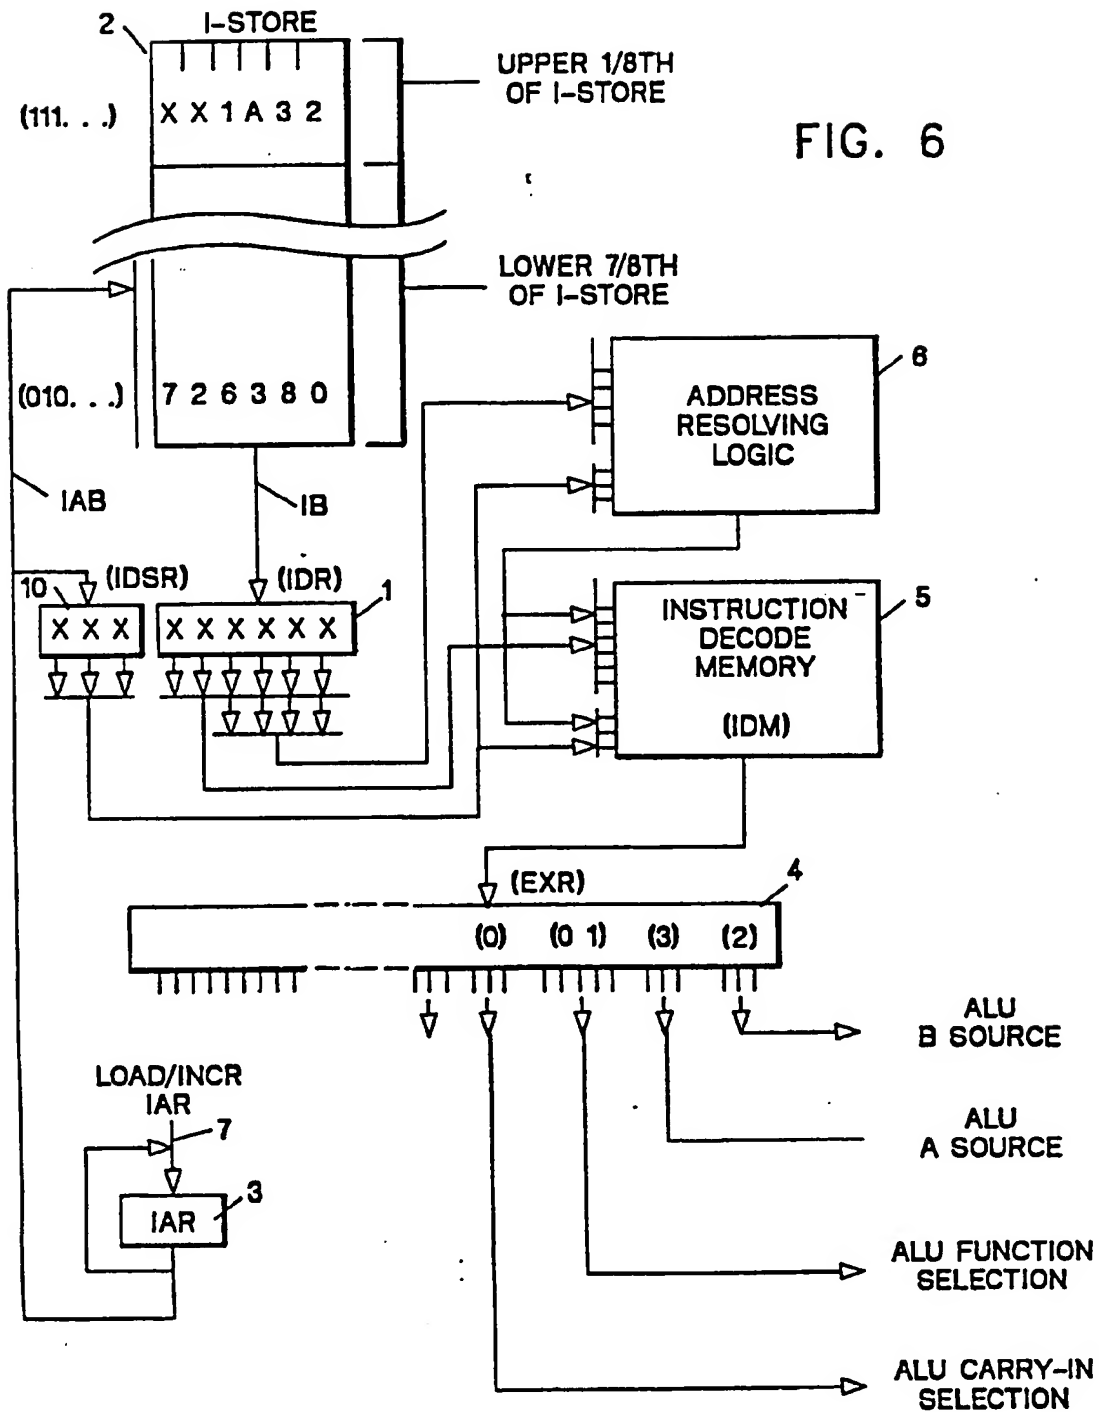 I-STORE
2
UPPER 1/8TH
OF I-STORE
(111. . .)
X X 1 A 3 2
FIG. 6
LOWER 7/8TH
OF I-STORE
(010. . .)
7 2 6 3 8 0
6
ADDRESS
RESOLVING
LOGIC
IAB
IB
10
(IDSR)
(IDR)
1
X X X
X X X X X X
5
INSTRUCTION
DECODE
MEMORY
(IDM)
(EXR)
4
(0) (0 1) (3) (2)
ALU
B SOURCE
LOAD/INCR
IAR
7
ALU
A SOURCE
3
IAR
ALU FUNCTION
SELECTION
ALU CARRY-IN
SELECTION